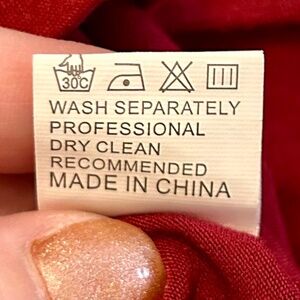 30C
WASH SEPARATELY
PROFESSIONAL
DRY CLEAN
RECOMMENDED
MADE IN CHINA